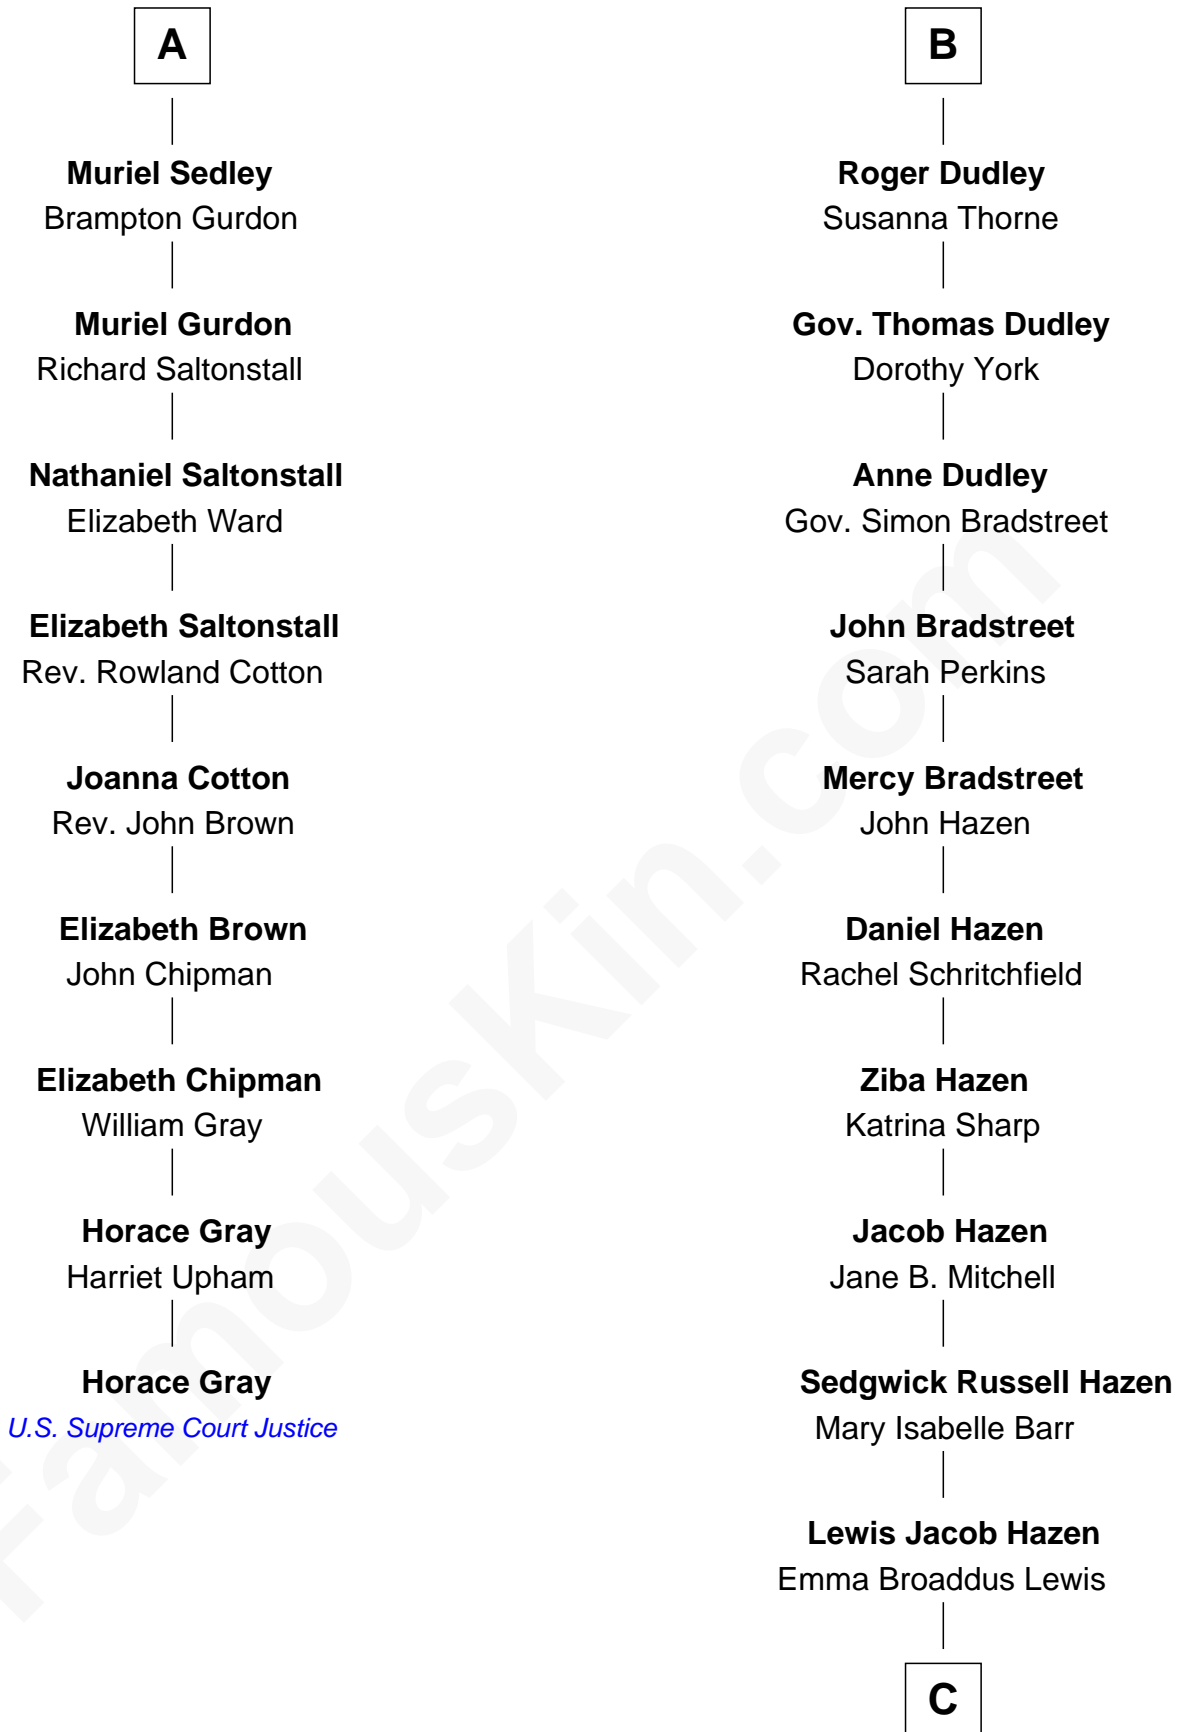 A
Muriel Sedley
Brampton Gurdon
Muriel Gurdon
Richard Saltonstall
Nathaniel Saltonstall
Elizabeth Ward
Elizabeth Saltonstall
Rev. Rowland Cotton
Joanna Cotton
Rev. John Brown
Elizabeth Brown
John Chipman
Elizabeth Chipman
William Gray
Horace Gray
Harriet Upham
Horace Gray
U.S. Supreme Court Justice
B
Roger Dudley
Susanna Thorne
Gov. Thomas Dudley
Dorothy York
Anne Dudley
Gov. Simon Bradstreet
John Bradstreet
Sarah Perkins
Mercy Bradstreet
John Hazen
Daniel Hazen
Rachel Schritchfield
Ziba Hazen
Katrina Sharp
Jacob Hazen
Jane B. Mitchell
Sedgwick Russell Hazen
Mary Isabelle Barr
Lewis Jacob Hazen
Emma Broaddus Lewis
C
FamousKin.com